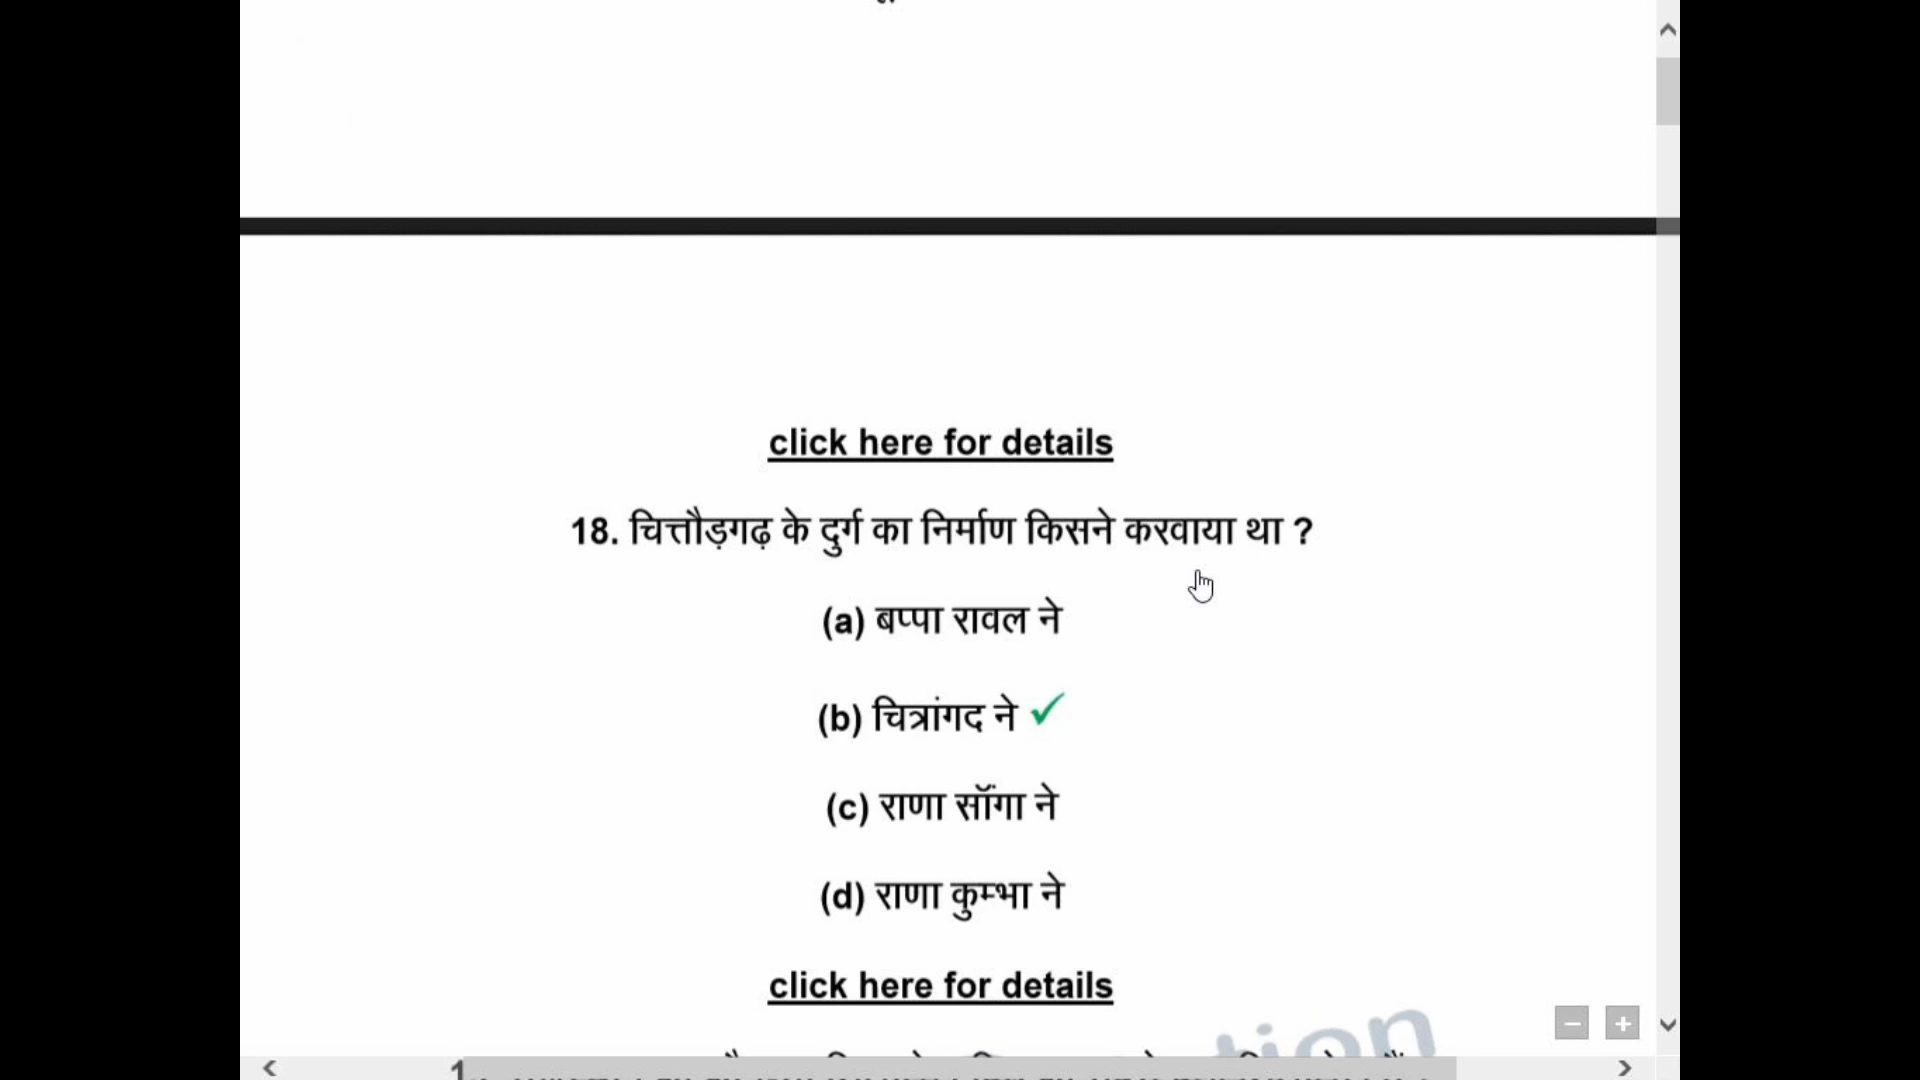 click here for details
18. चित्तौड़गढ़ के दुर्ग का निर्माण किसने करवाया था ?
(a) बप्पा रावल ने
(b) चित्रांगद ने ✓
(c) राणा सॉंगा ने
(d) राणा कुम्भा ने
click here for details